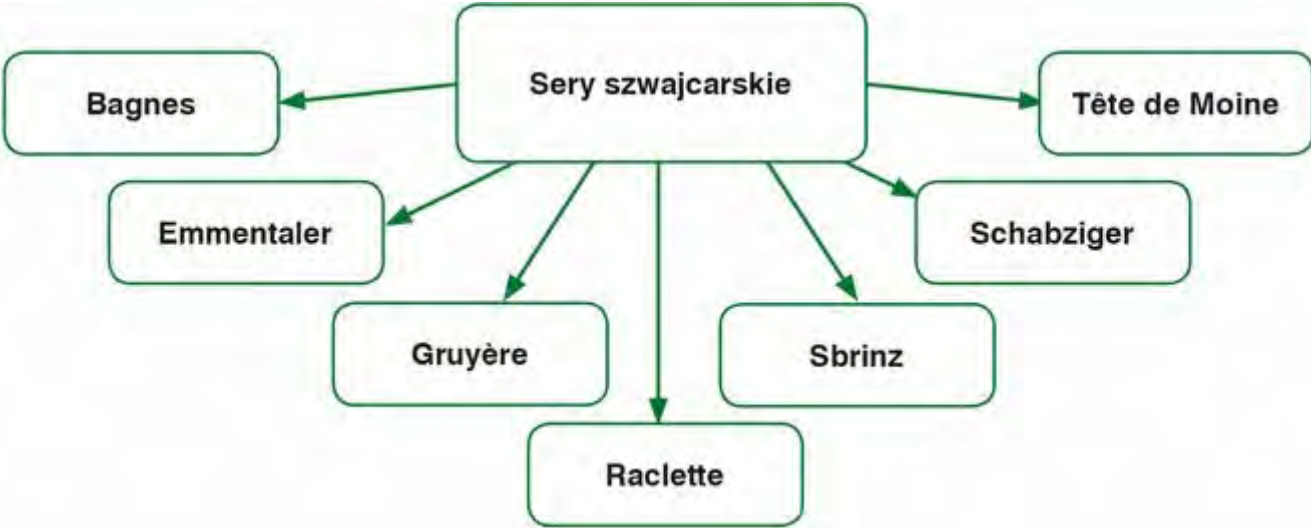 Sery szwajcarskie
Bagnes
Tête de Moine
Emmentaler
Schabziger
Gruyère
Sbrinz
Raclette